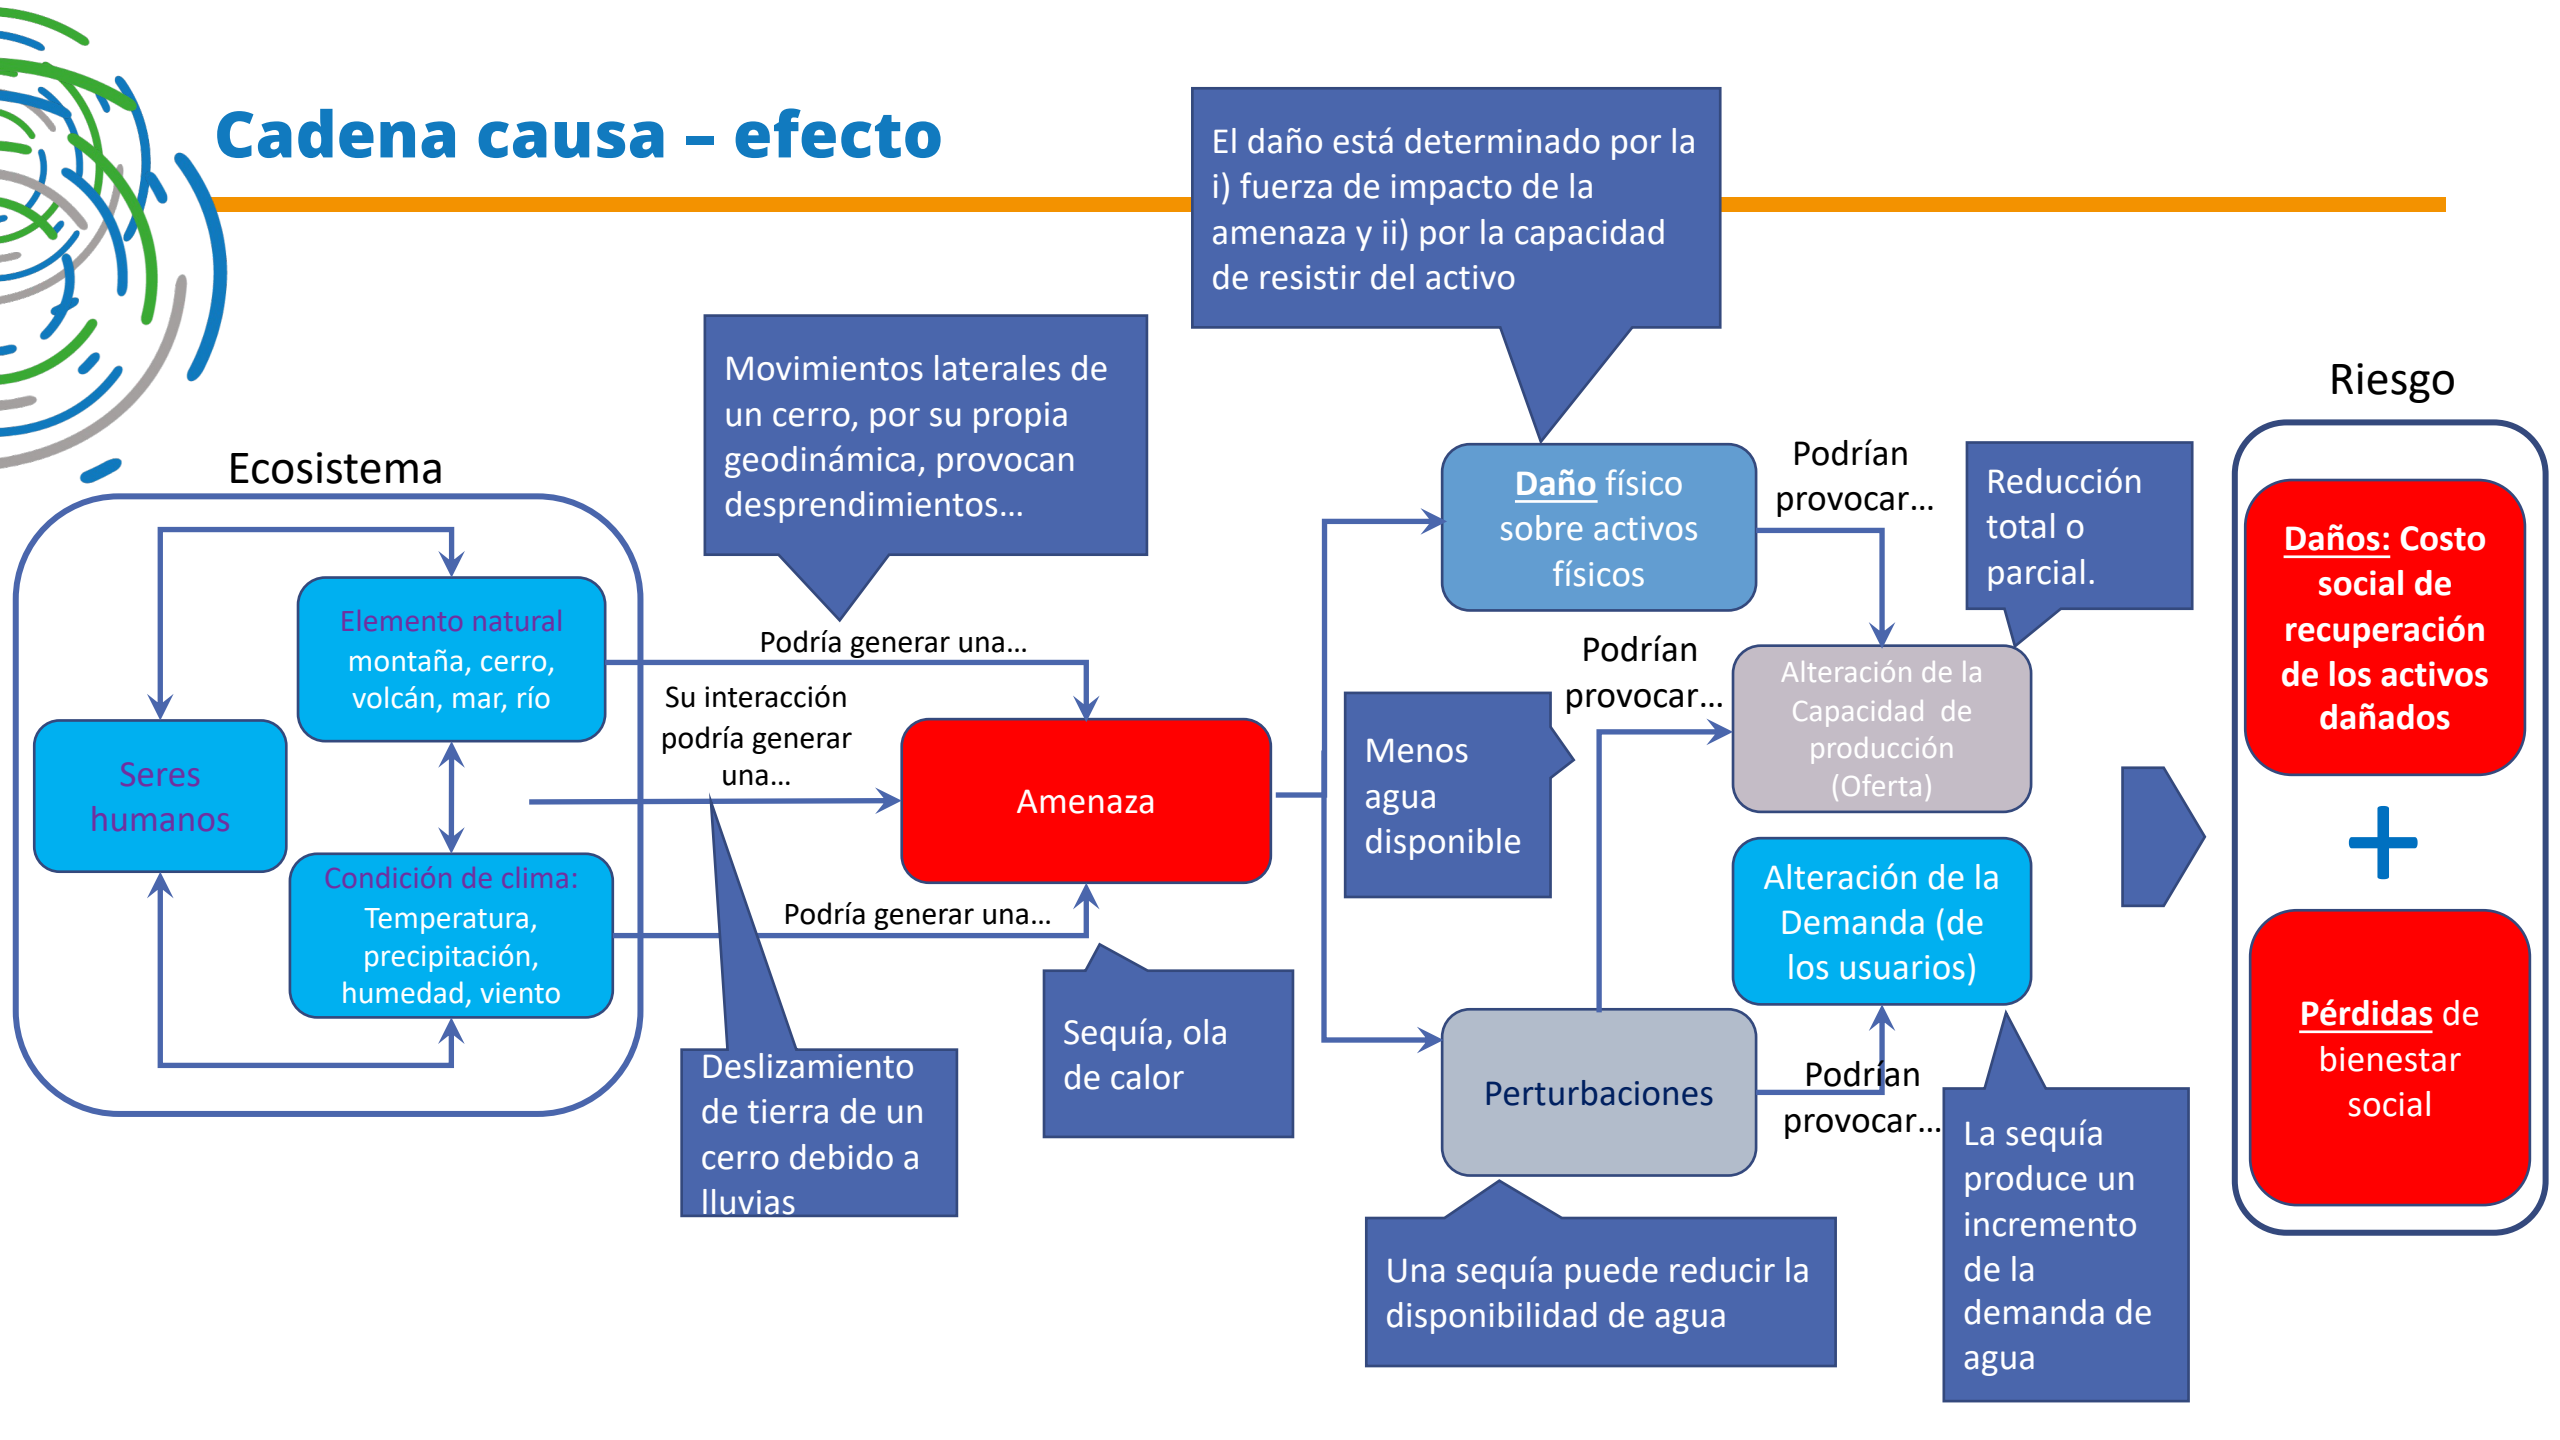 Cadena causa – efecto
El daño está determinado por la
i) fuerza de impacto de la
amenaza y ii) por la capacidad
de resistir del activo
Movimientos laterales de
un cerro, por su propia
geodinámica, provocan
desprendimientos...
Ecosistema
Elemento natural
montaña, cerro,
volcán, mar, río
Seres
humanos
Condición de clima:
Temperatura,
precipitación,
humedad, viento
Podría generar una...
Su interacción
podría generar
una...
Amenaza
Podría generar una...
Deslizamiento
de tierra de un
cerro debido a
lluvias
Sequía, ola
de calor
Daño físico
sobre activos
físicos
Podrían
provocar...
Reducción
total o
parcial.
Podrían
provocar...
Menos
agua
disponible
Alteración de la
Capacidad  de
producción
(Oferta)
Alteración de la
Demanda (de
los usuarios)
Perturbaciones
Podrían
provocar...
Una sequía puede reducir la
disponibilidad de agua
La sequía
produce un
incremento
de la
demanda de
agua
Riesgo
Daños: Costo
social de
recuperación
de los activos
dañados
+
Pérdidas de
bienestar
social